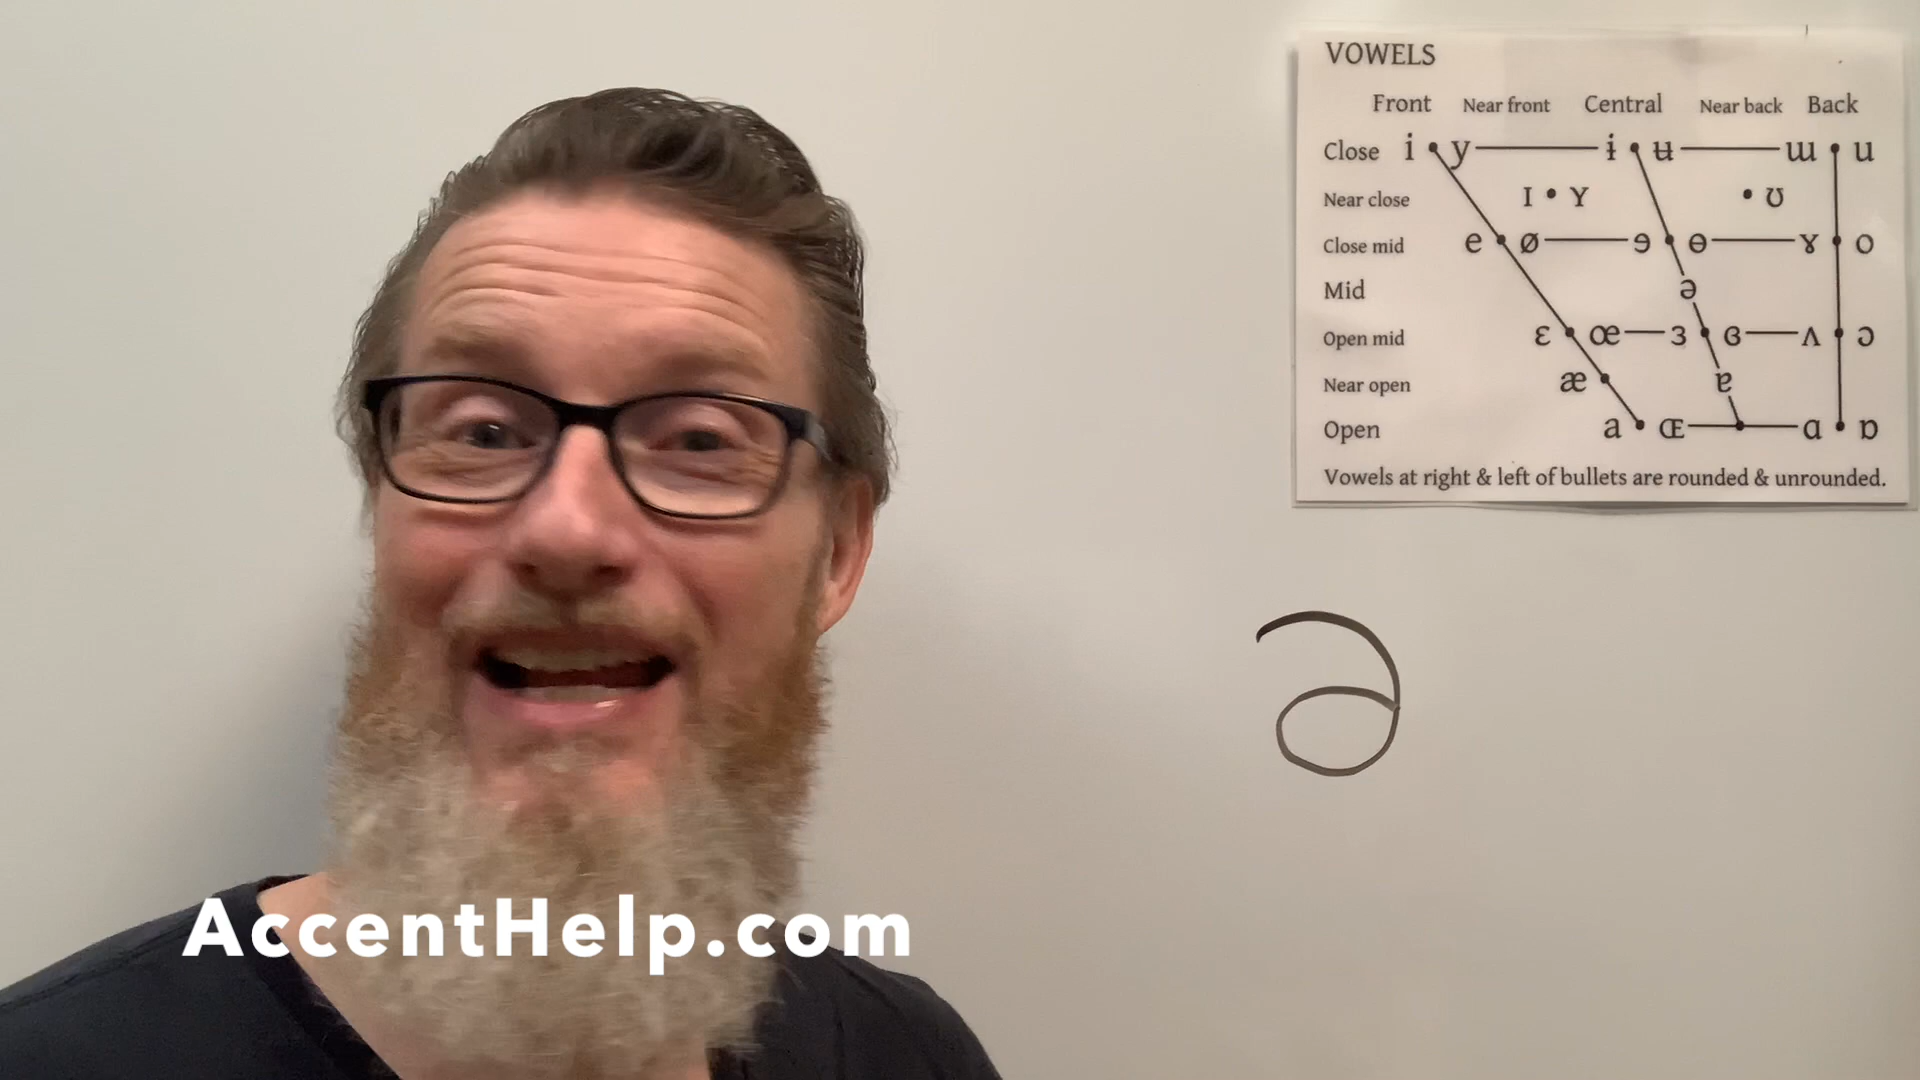 VOWELS
Front Near front Central Near back Back
Close i y ɨ ʉ ɯ u
Near close ɪ ʏ ʊ
Close mid e ø ɘ ɵ ɤ o
Mid ə
Open mid ɛ œ ɜ ɞ ʌ ɔ
Near open æ ɐ
Open a ɶ ɑ ɒ
Vowels at right & left of bullets are rounded & unrounded.
ə
AccentHelp.com